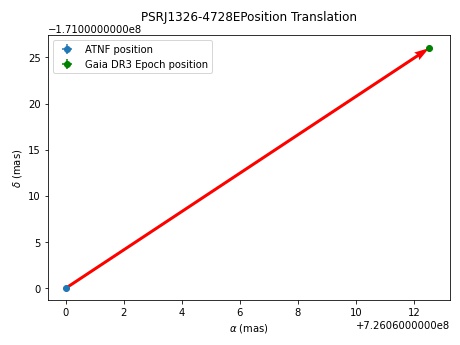 PSRJ1326-4728EPosition Translation
−1.7100000000e8
ATNF position
Gaia DR3 Epoch position
25
20
15
10
5
0
δ (mas)
0 2 4 6 8 10 12
α (mas)
+7.2606000000e8